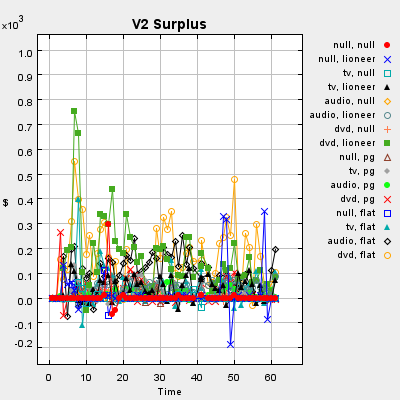 V2 Surplus
x10³
1.0
0.9
0.8
0.7
0.6
0.5
0.4
0.3
0.2
0.1
0.0
-0.1
-0.2
$
0 10 20 30 40 50 60
Time
null, null
null, lioneer
tv, null
tv, lioneer
audio, null
audio, lioneer
dvd, null
dvd, lioneer
null, pg
tv, pg
audio, pg
dvd, pg
null, flat
tv, flat
audio, flat
dvd, flat